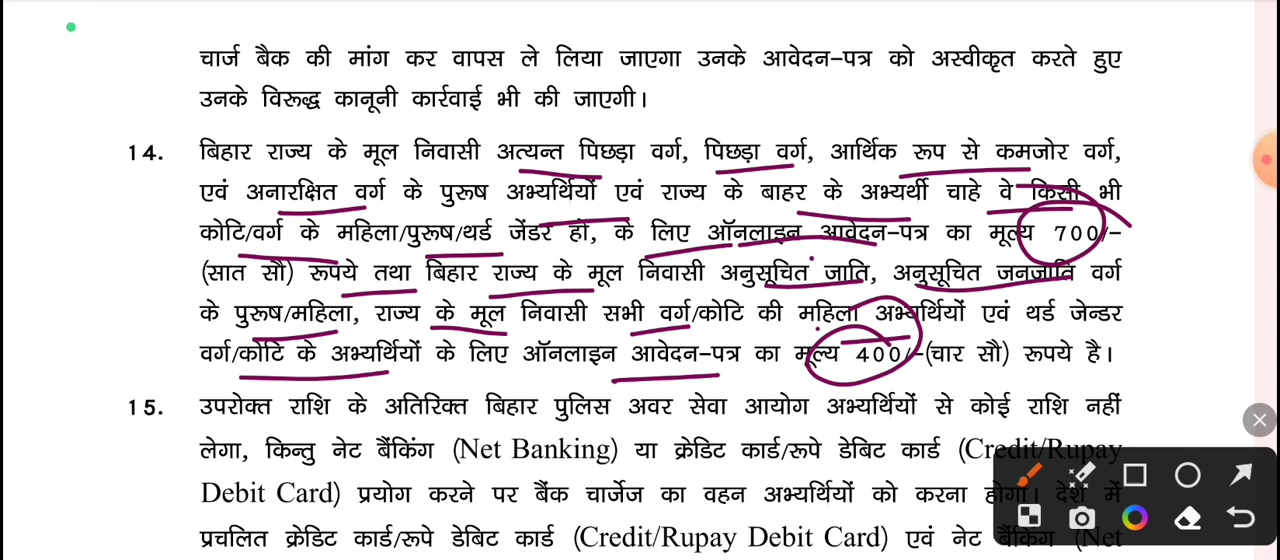 चार्ज बैक की मांग कर वापस ले लिया जाएगा उनके आवेदन-पत्र को अस्वीकृत करते हुए
उनके विरूद्ध कानूनी कार्रवाई भी की जाएगी।
14. बिहार राज्य के मूल निवासी अत्यन्त पिछड़ा वर्ग, पिछड़ा वर्ग, आर्थिक रूप से कमजोर वर्ग,
एवं अनारक्षित वर्ग के पुरूष अभ्यर्थियों एवं राज्य के बाहर के अभ्यर्थी चाहे वे किसी भी
कोटि/वर्ग के महिला/पुरूष/थर्ड जेंडर हों, के लिए ऑनलाइन आवेदन-पत्र का मूल्य 700/-
(सात सौ) रूपये तथा बिहार राज्य के मूल निवासी अनुसूचित जाति, अनुसूचित जनजाति वर्ग
के पुरूष/महिला, राज्य के मूल निवासी सभी वर्ग/कोटि की महिला अभ्यर्थियों एवं थर्ड जेन्डर
वर्ग/कोटि के अभ्यर्थियों के लिए ऑनलाइन आवेदन-पत्र का मूल्य 400/-(चार सौ) रूपये है।
15. उपरोक्त राशि के अतिरिक्त बिहार पुलिस अवर सेवा आयोग अभ्यर्थियों से कोई राशि नहीं
लेगा, किन्तु नेट बैंकिंग (Net Banking) या क्रेडिट कार्ड/रूपे डेबिट कार्ड (Credit/Rupay
Debit Card) प्रयोग करने पर बैंक चार्जेज का वहन अभ्यर्थियों को करना होगा। देश में
प्रचलित क्रेडिट कार्ड/रूपे डेबिट कार्ड (Credit/Rupay Debit Card) एवं नेट बैंकिंग (Net